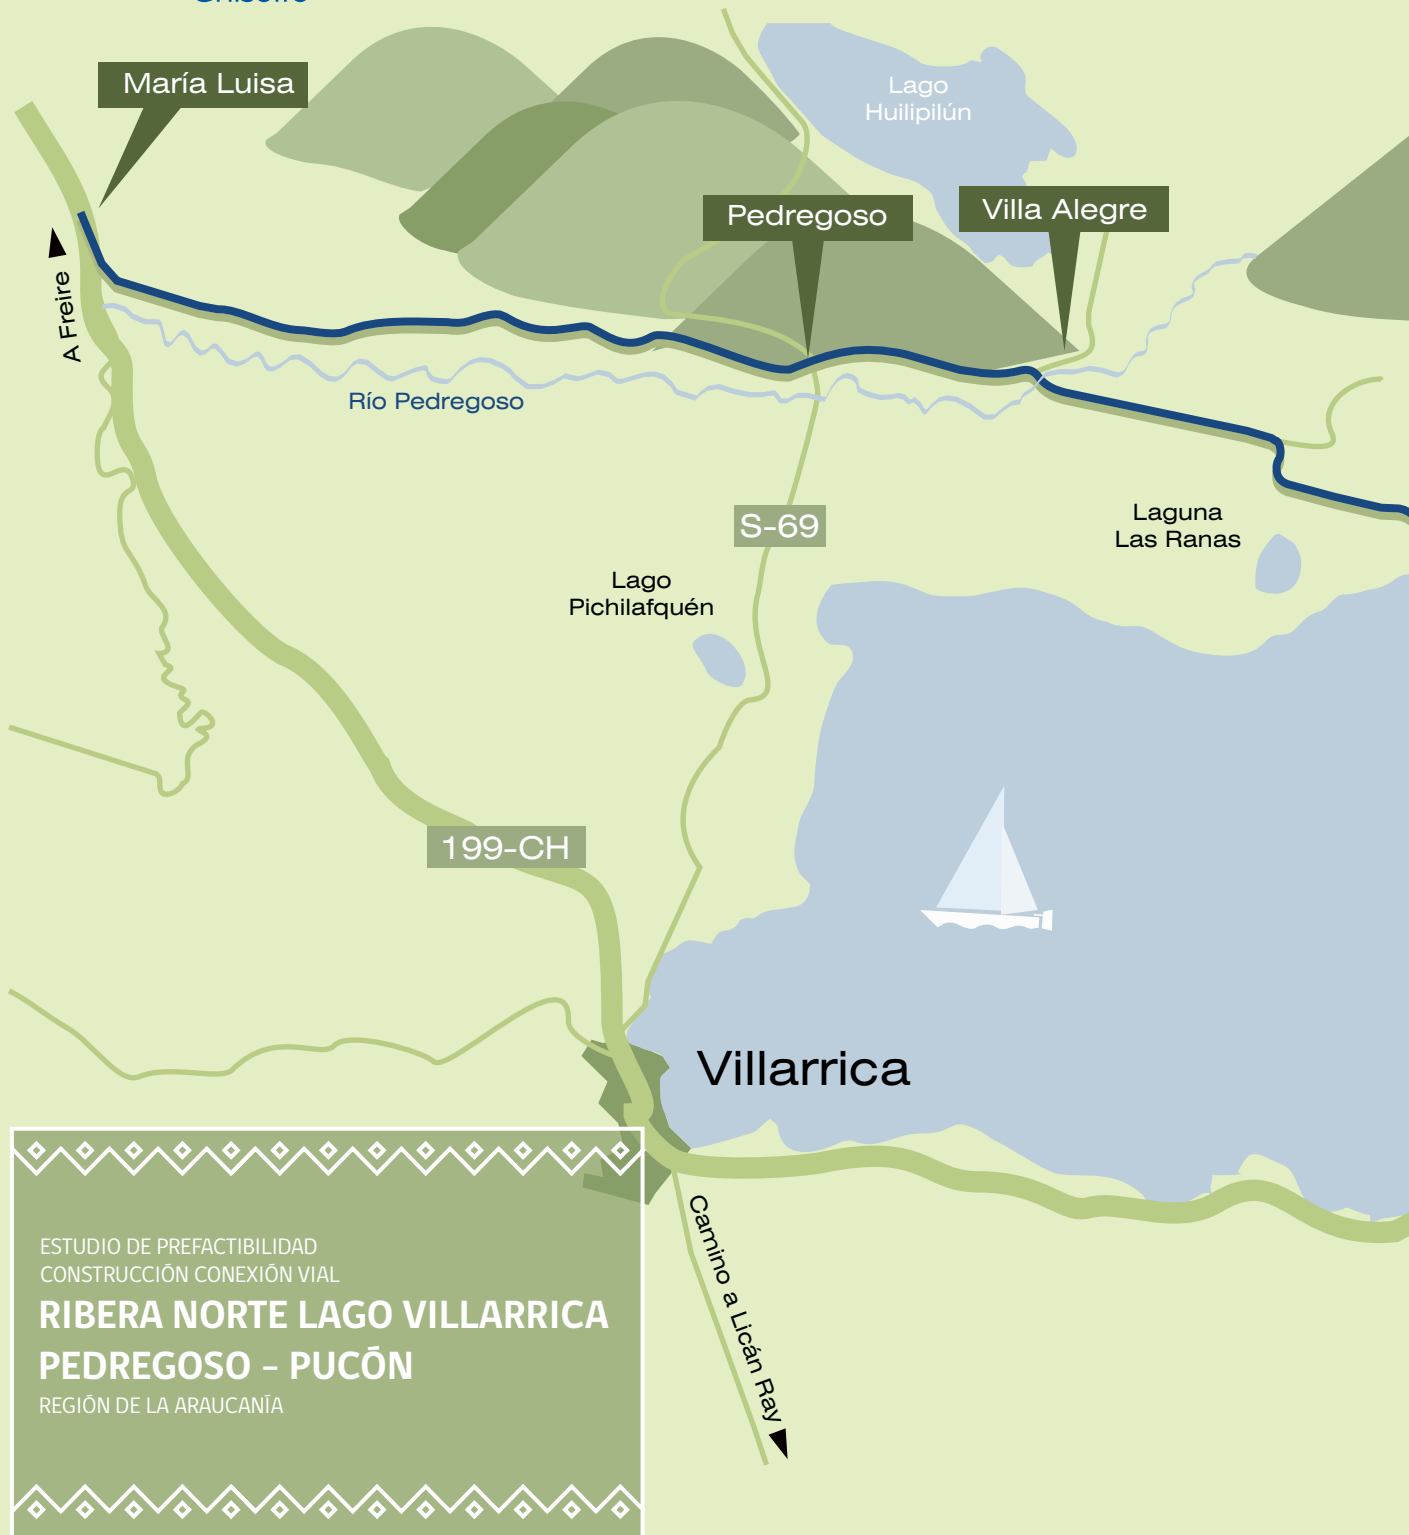 María Luisa
Lago
Huilipilún
Pedregoso
Villa Alegre
A Freire
Río Pedregoso
S-69
Laguna
Las Ranas
Lago
Pichilafquén
199-CH
Villarrica
Camino a Licán Ray
ESTUDIO DE PREFACTIBILIDAD
CONSTRUCCIÓN CONEXIÓN VIAL
RIBERA NORTE LAGO VILLARRICA
PEDREGOSO – PUCÓN
REGIÓN DE LA ARAUCANÍA